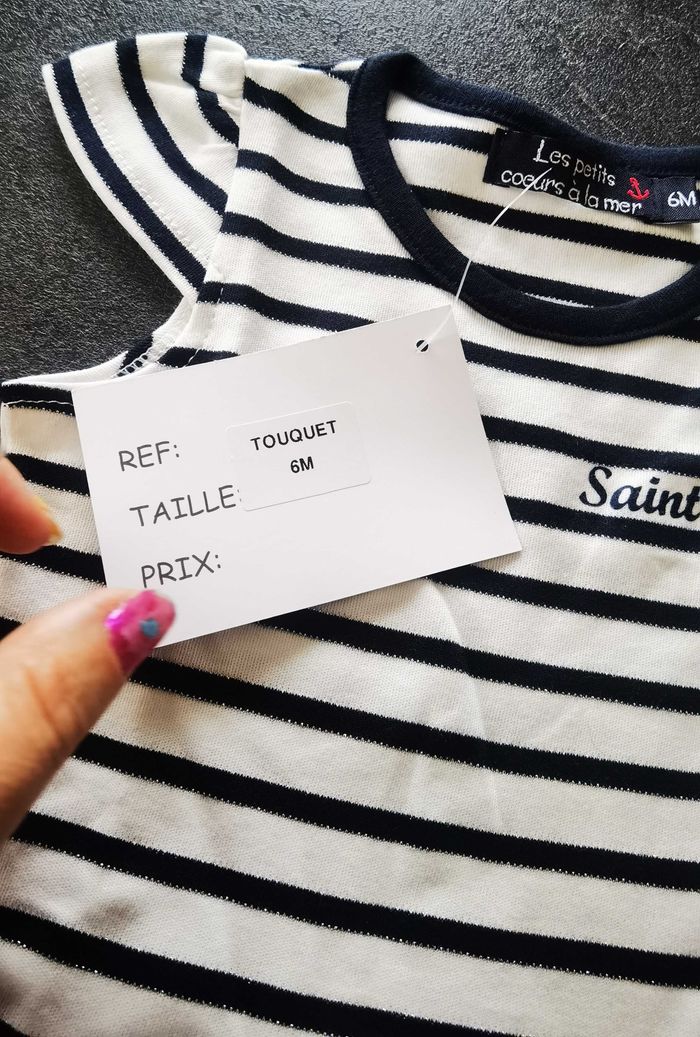 Les petits
coeurs à la mer
6M
REF:
TOUQUET
6M
TAILLE:
PRIX:
Saint